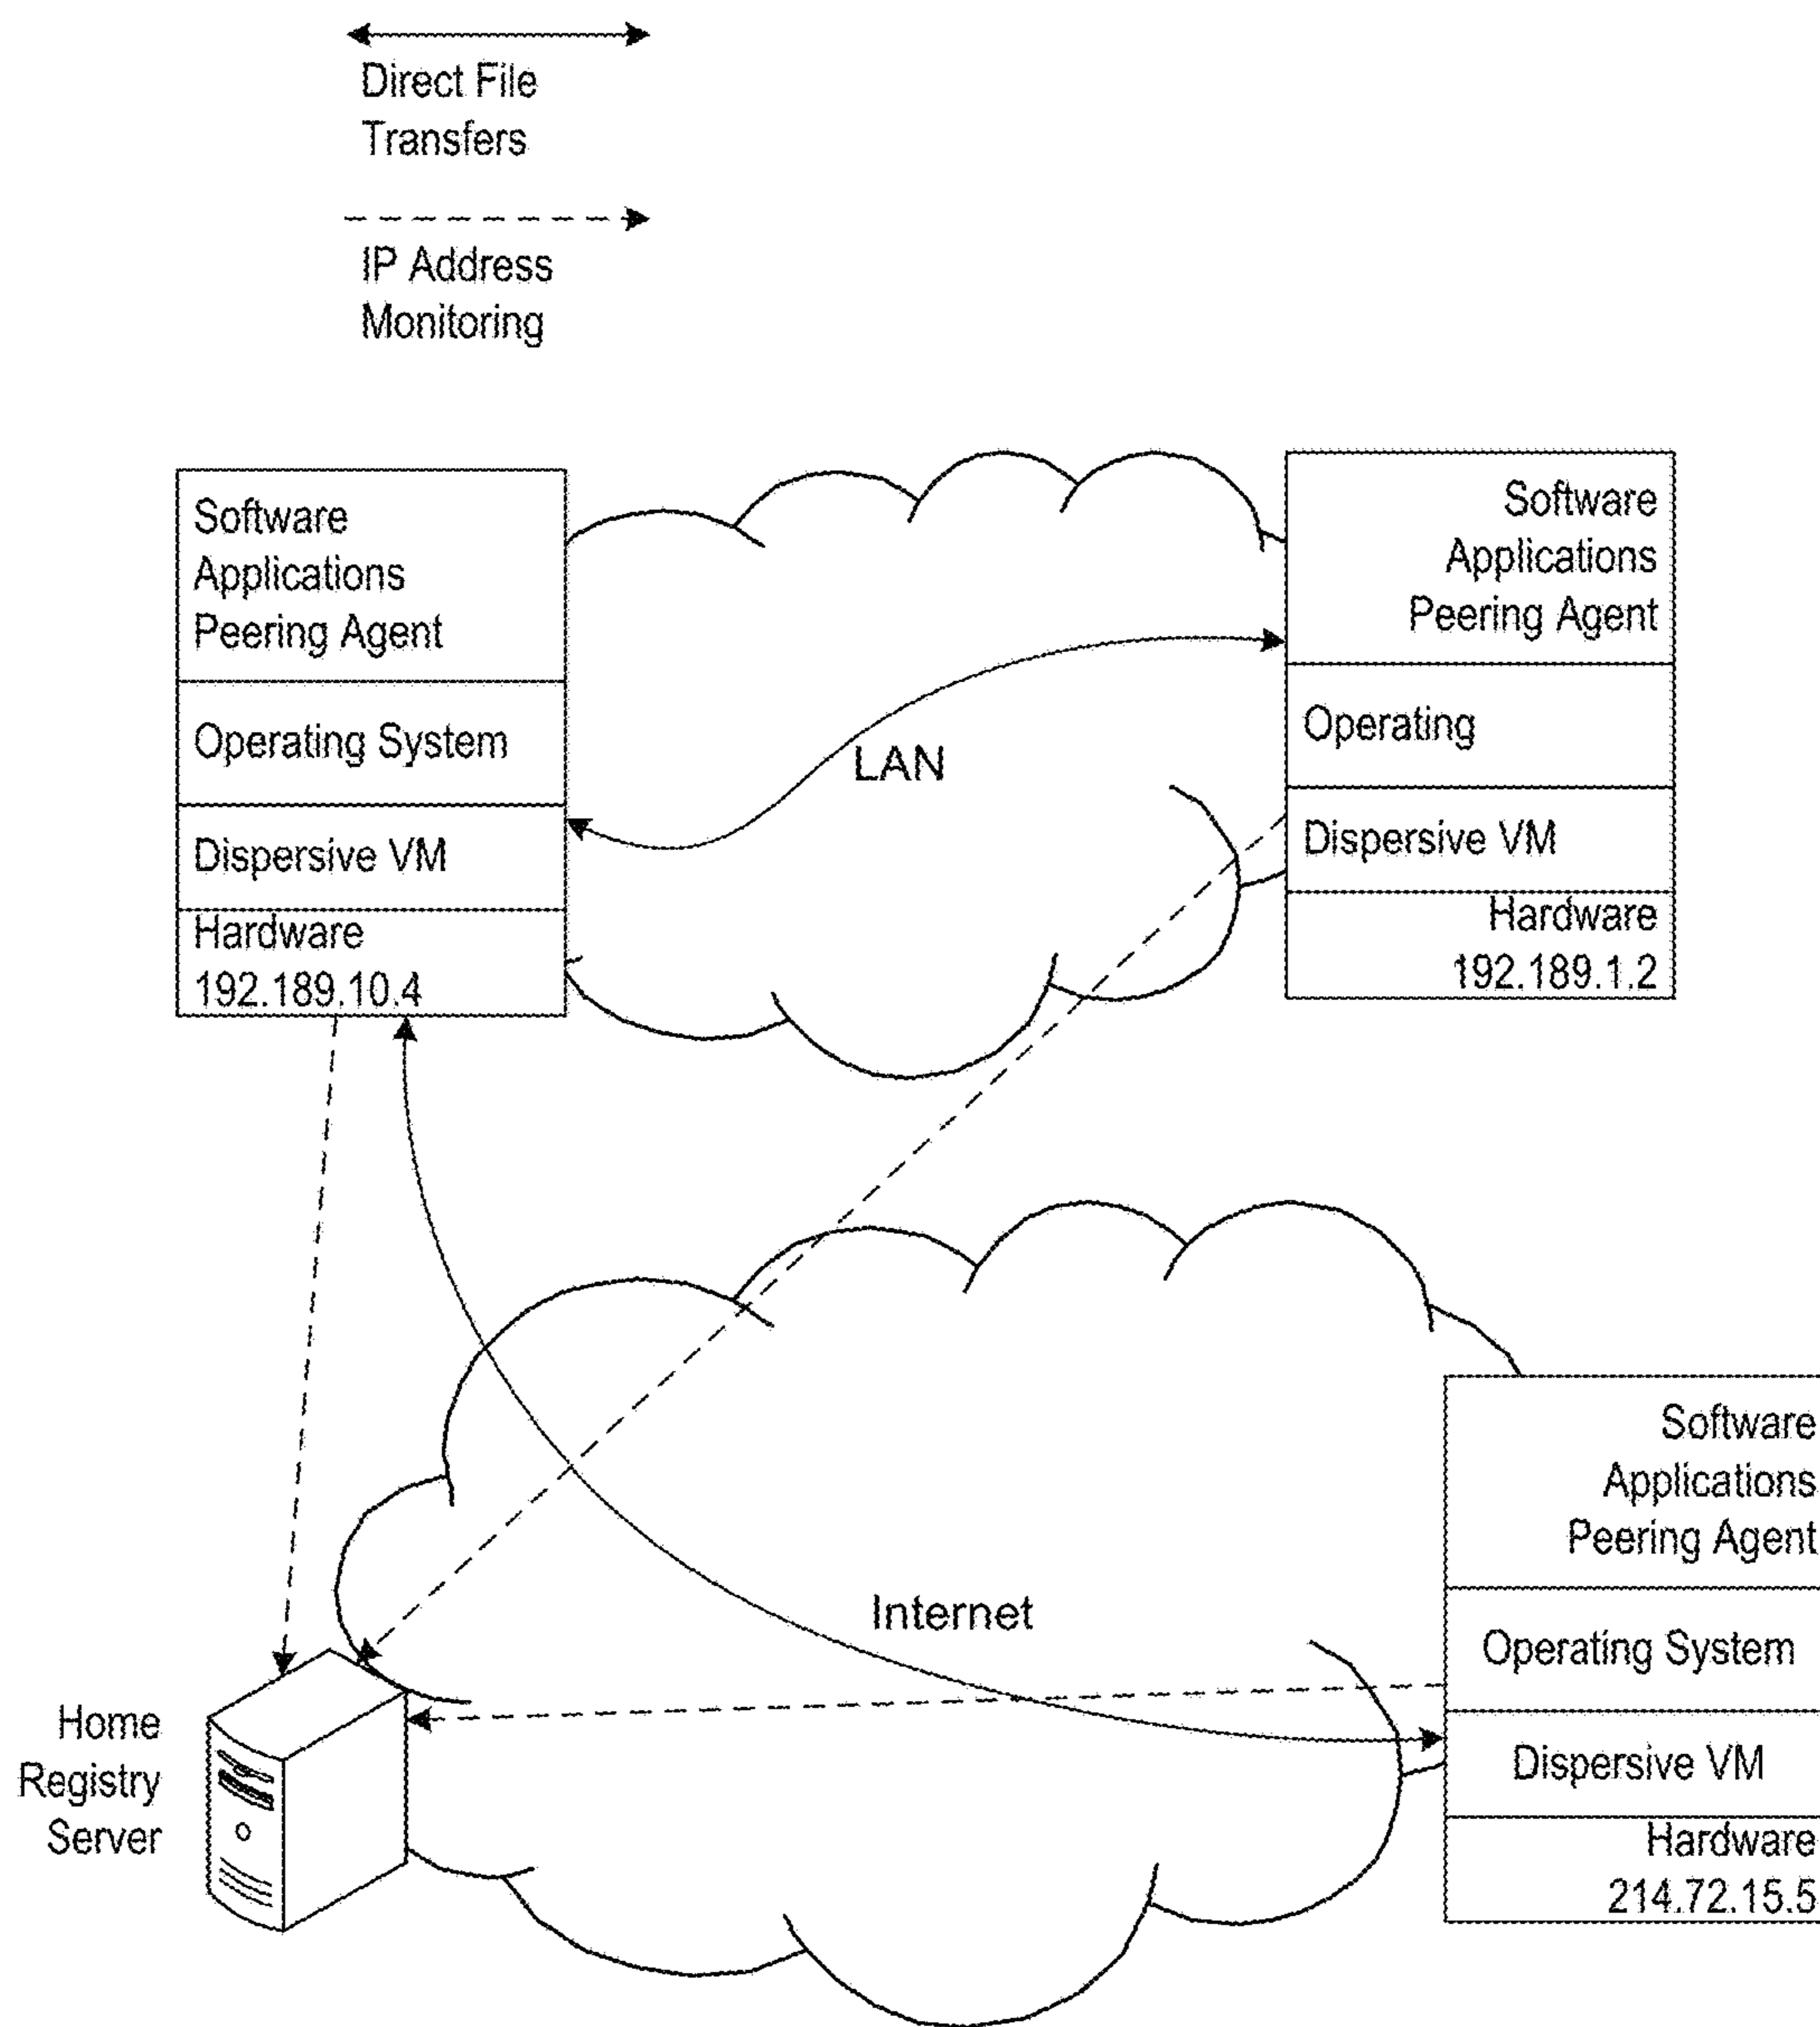 Direct File
Transfers
IP Address
Monitoring
Software
Applications
Peering Agent
Operating System
Dispersive VM
Hardware
192.189.10.4
LAN
Software
Applications
Peering Agent
Operating
Dispersive VM
Hardware
192.189.1.2
Internet
Home
Registry
Server
Software
Applications
Peering Agent
Operating System
Dispersive VM
Hardware
214.72.15.5